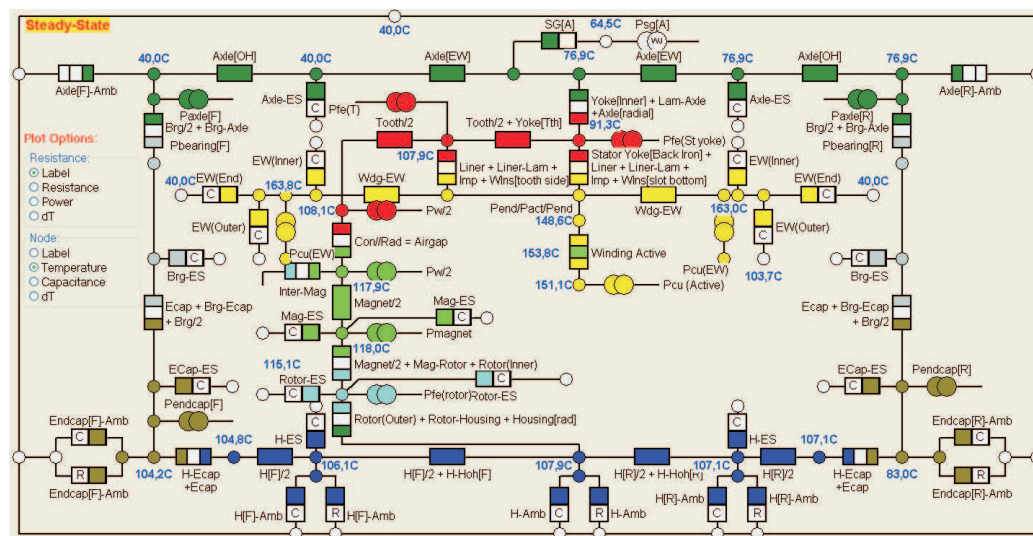 Steady-State
40,0C
SG[A]
64,5C
Psg[A]
40,0C
Axle[OH]
40,0C
Axle[EW]
76,9C
Axle[EW]
76,9C
Axle[OH]
76,9C
Axle[F]-Amb
Axle[R]-Amb
Paxle[F]
Brg/2 + Brg-Axle
Pbearing[F]
Axle-ES
C
Pfe(T)
Yoke[Inner] + Lam-Axle
+Axle[radial]
91,3C
Axle-ES
C
Paxle[R]
Brg/2 + Brg-Axle
Pbearing[R]
Tooth/2
Tooth/2 + Yoke[Tth]
Pfe(St yoke)
Plot Options:
Resistance:
Label
Resistance
Power
dT
Node:
Label
Temperature
Capacitance
dT
107,9C
EW(Inner)
C
Liner + Liner-Lam +
Imp + Wlns[tooth side]
Stator Yoke[Back Iron] +
Liner + Liner-Lam +
Imp + Wlns[slot bottom]
EW(Inner)
C
40,0C
EW(End)
C
163,8C
Wdg-EW
Wdg-EW
EW(End)
C
40,0C
108,1C
Pw/2
Pend/Pact/Pend
148,6C
163,0C
EW(Outer)
C
EW(Outer)
C
Con//Rad = Airgap
153,8C
Winding Active
Pcu(EW)
Pcu(EW)
103,7C
Brg-ES
C
Inter-Mag
Pw/2
117,9C
151,1C
Pcu (Active)
Brg-ES
C
Magnet/2
Mag-ES
C
Ecap + Brg-Ecap
+ Brg/2
Mag-ES
C
Pmagnet
Ecap + Brg-Ecap
+ Brg/2
118,0C
Magnet/2 + Mag-Rotor + Rotor(Inner)
115,1C
ECap-ES
C
Rotor-ES
C
C
Pfe(rotor)
Rotor-ES
ECap-ES
C
Pendcap[R]
Pendcap[F]
Rotor(Outer) + Rotor-Housing + Housing[rad]
Endcap[F]-Amb
C
R
Endcap[F]-Amb
104,8C
C
H-ES
C
H-ES
107,1C
Endcap[R]-Amb
C
R
Endcap[R]-Amb
104,2C
H-Ecap
+Ecap
H[F]/2
106,1C
H[F]/2 + H-Hoh[F]
107,9C
H[R]/2 + H-Hoh[R]
107,1C
H[R]/2
H-Ecap
+Ecap
83,0C
H[F]-Amb
C
R
H[F]-Amb
H-Amb
C
R
H-Amb
H[R]-Amb
C
R
H[R]-Amb